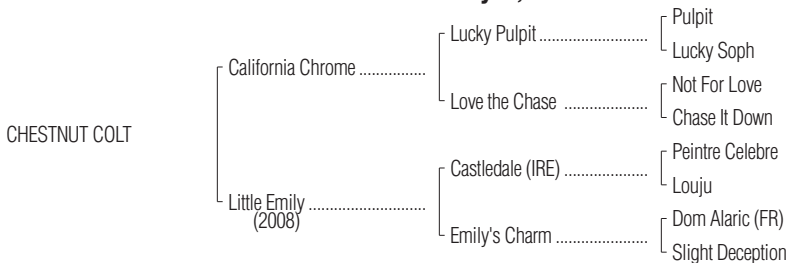 Pulpit
Lucky Pulpit
Lucky Soph
California Chrome
Not For Love
Love the Chase
Chase It Down
CHESTNUT COLT
Peintre Celebre
Castledale (IRE)
Louju
Little Emily
(2008)
Dom Alaric (FR)
Emily's Charm
Slight Deception